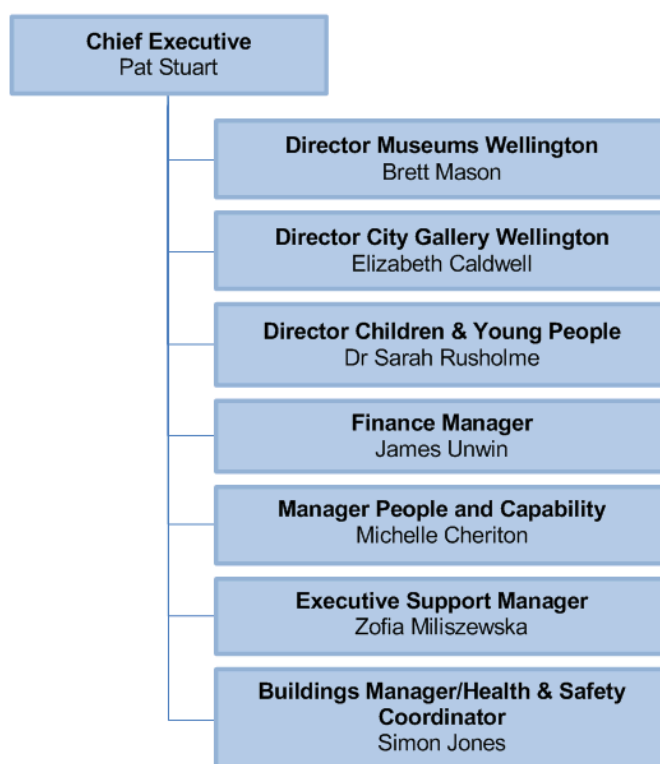 Chief Executive
Pat Stuart
Director Museums Wellington
Brett Mason
Director City Gallery Wellington
Elizabeth Caldwell
Director Children & Young People
Dr Sarah Rusholme
Finance Manager
James Unwin
Manager People and Capability
Michelle Cheriton
Executive Support Manager
Zofia Miliszewska
Buildings Manager/Health & Safety
Coordinator
Simon Jones